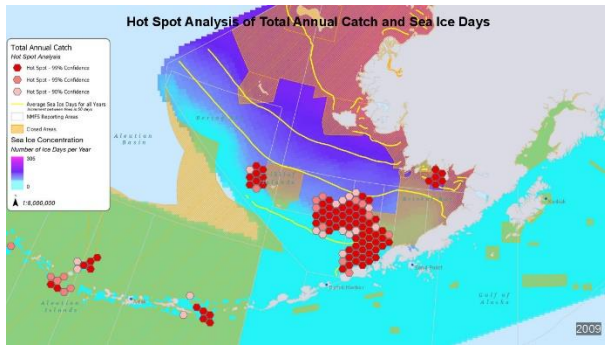 Hot Spot Analysis of Total Annual Catch and Sea Ice Days
Total Annual Catch
Hot Spot Analysis
Hot Spot - 99% Confidence
Hot Spot - 95% Confidence
Hot Spot - 90% Confidence
Average Sea Ice Days for all Years
NMFS Reporting Areas
Closed Areas
Sea Ice Concentration
Number of Ice Days per Year
0
1:8,000,000
Aleutian
Basin
Bering
Aleutian
Islands
Gulf of
Alaska
2009